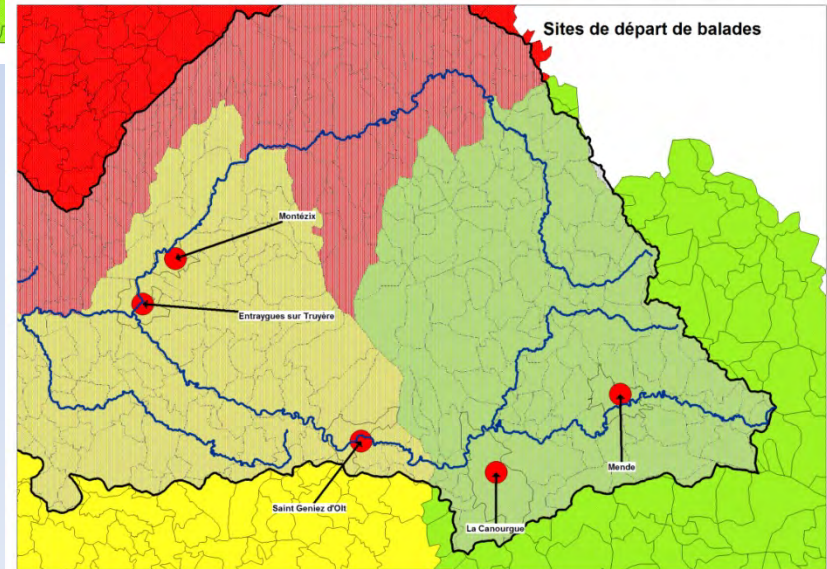 Sites de départ de balades
Montézix
Entraygues sur Truyère
Saint Geniez d'Olt
Mende
La Canourgue